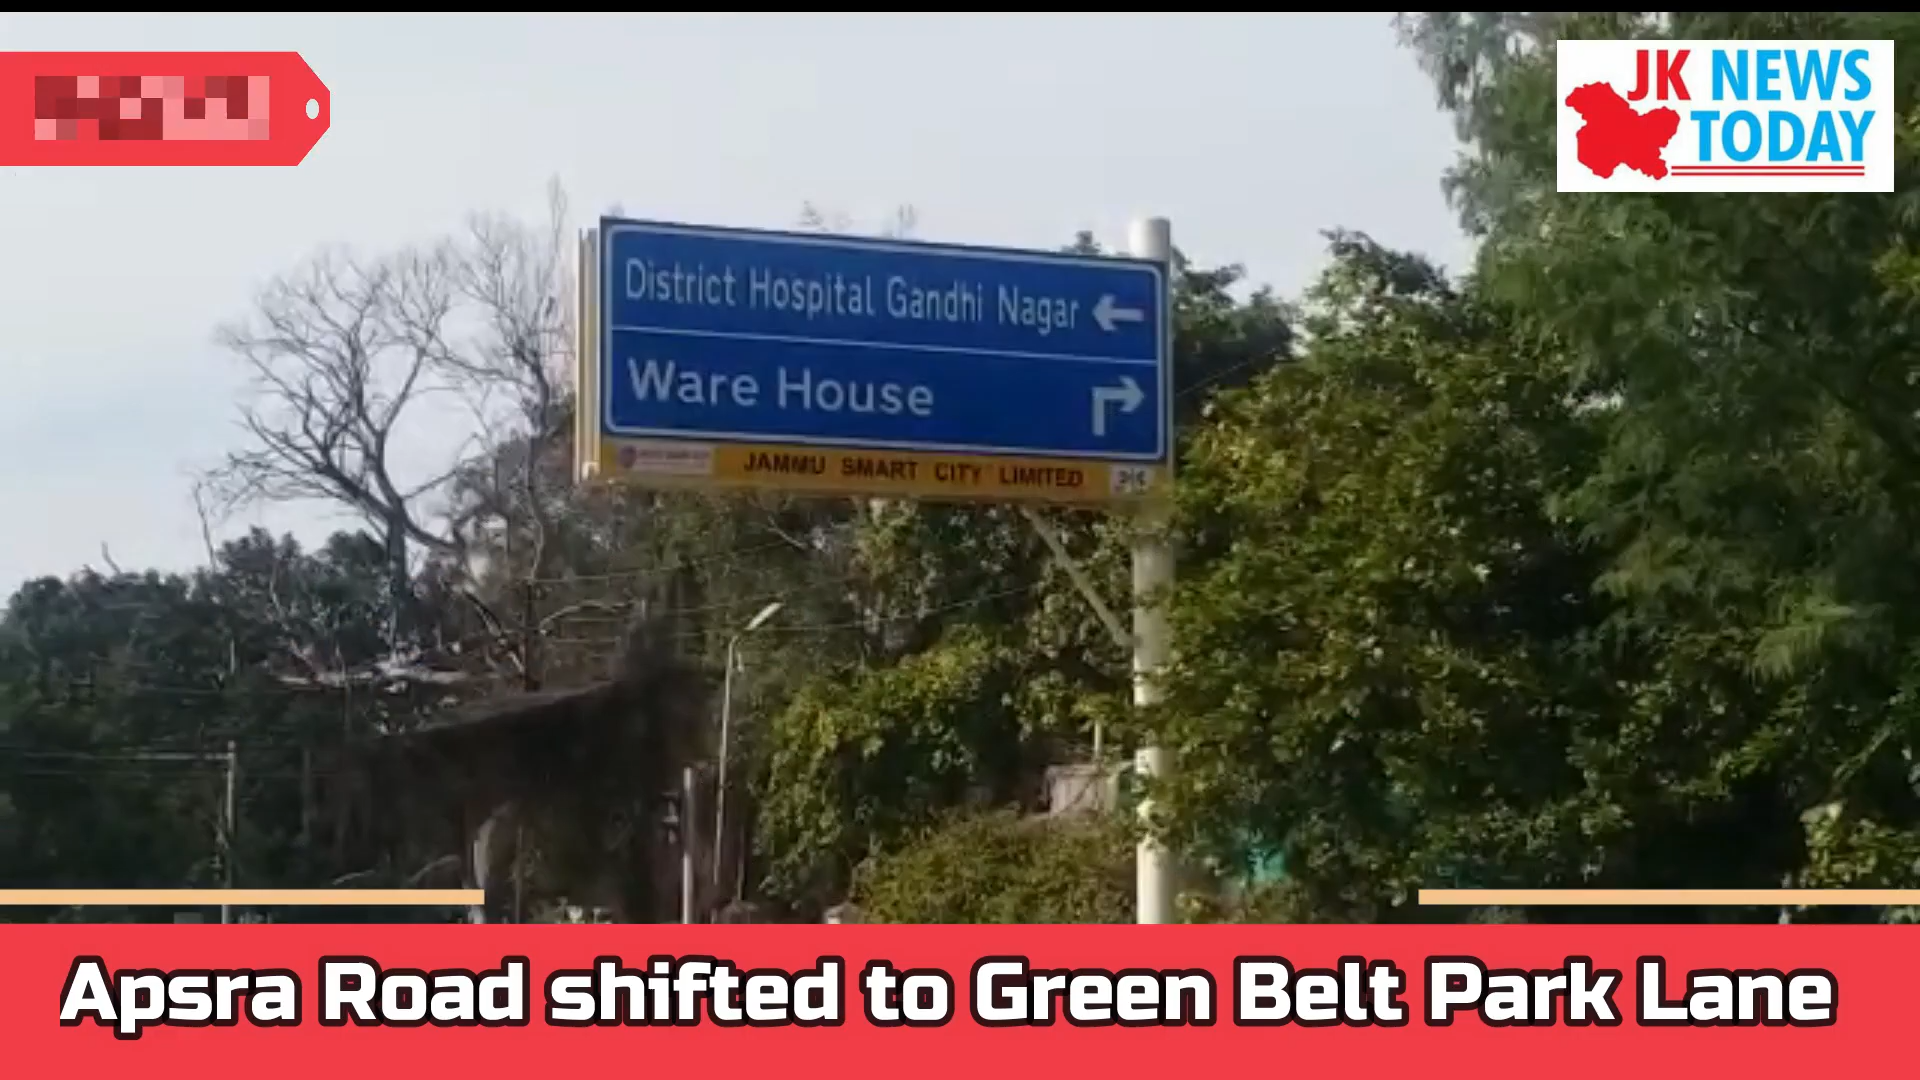 JK NEWS
TODAY
District Hospital Gandhi Nagar
Ware House
JAMMU SMART CITY LIMITED
Apsra Road shifted to Green Belt Park Lane